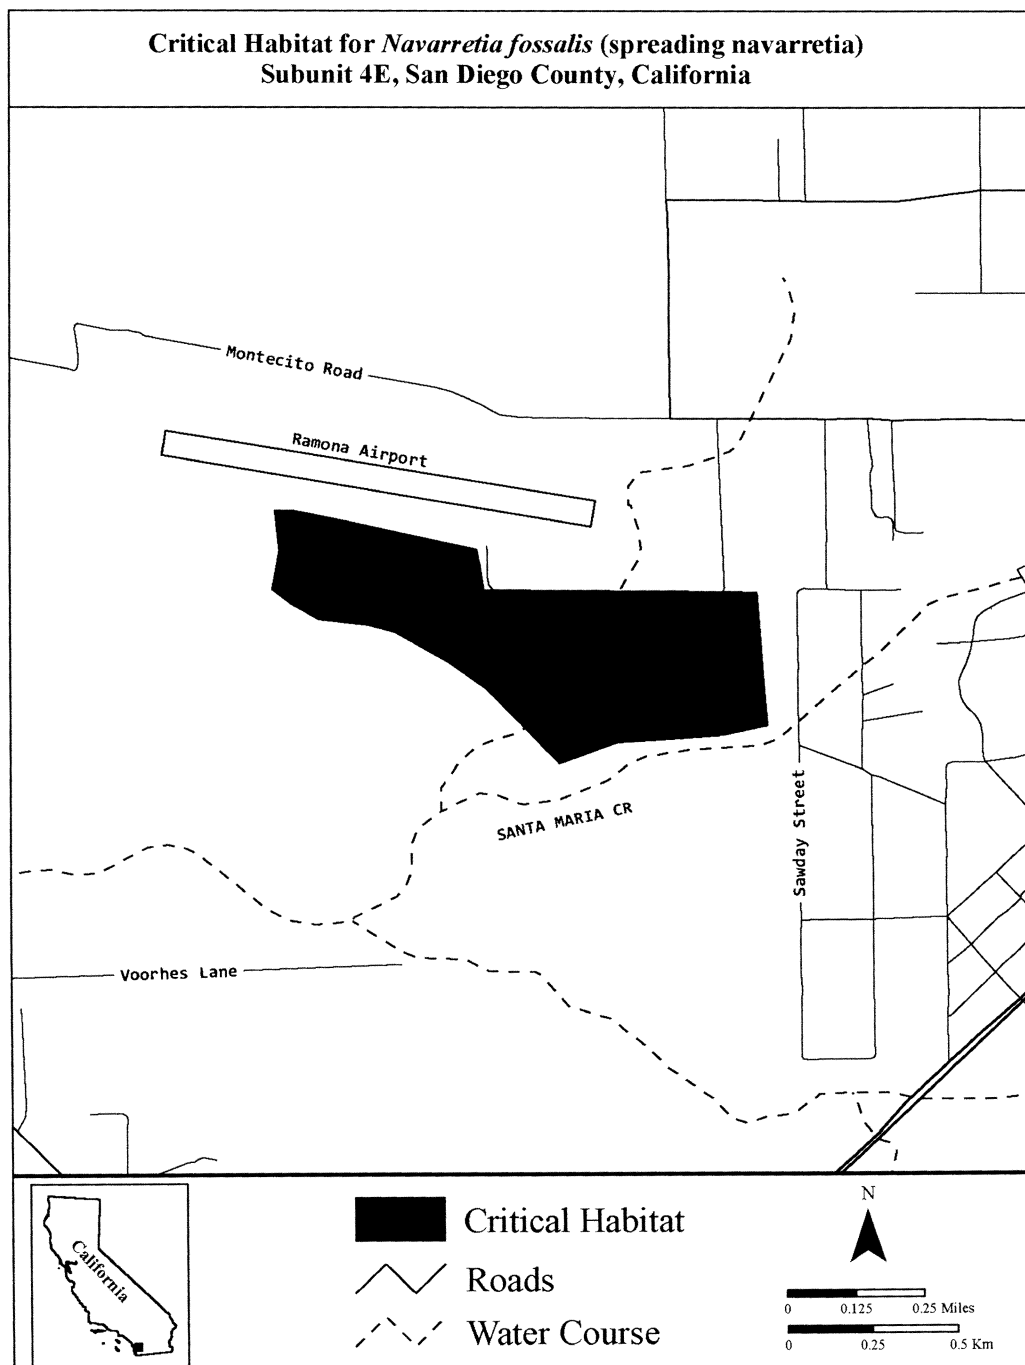 Critical Habitat for Navarretia fossalis (spreading navarretia)
Subunit 4E, San Diego County, California
Montecito Road
Ramona Airport
SANTA MARIA CR
Sawday Street
Voorhes Lane
California
Critical Habitat
Roads
Water Course
N
0 0.125 0.25 Miles
0 0.25 0.5 Km